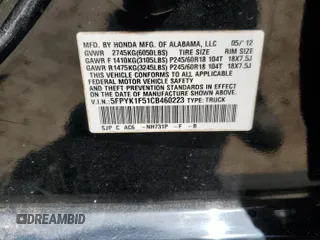 MFD. BY HONDA MFG. OF ALABAMA, LLC 05/'12
GVWR 2745KG(6050LBS) TIRE SIZE RIM SIZE
GAWR F 1410KG(3105LBS) P245/60R18 104T 18X7.5J
GAWR R 1475KG(3245LBS) P245/60R18 104T 18X7.5J
THIS VEHICLE CONFORMS TO ALL APPLICABLE
FEDERAL MOTOR VEHICLE SAFETY AND
THEFT PREVENTION STANDARDS IN EFFECT ON
THE DATE OF MANUFACTURE SHOWN ABOVE.
V.I.N.: 5FPYK1F51CB460223 TYPE: TRUCK
SJP C AC6 -NH731P -F -B
DREAMBID